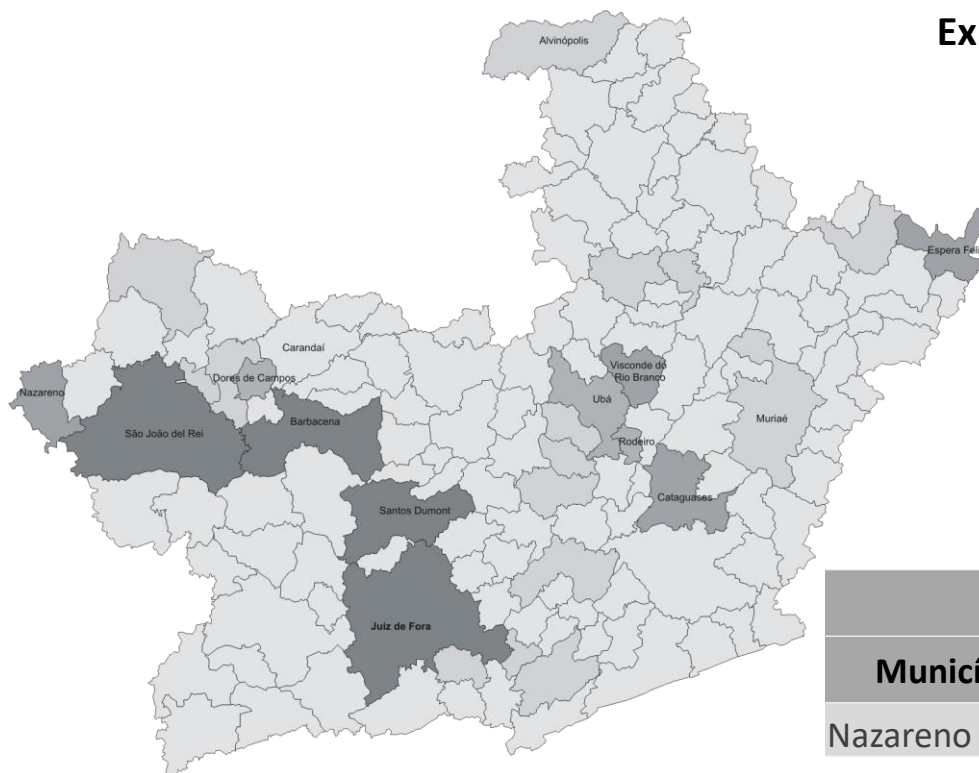 Ex
Alvinópolis
Espera Feli
Carandaí
Visconde do
Rio Branco
Dores de Campos
Nazareno
Ubá
Muriaé
Barbacena
São João del Rei
Rodeiro
Cataguases
Santos Dumont
Juiz de Fora
Municí
Nazareno